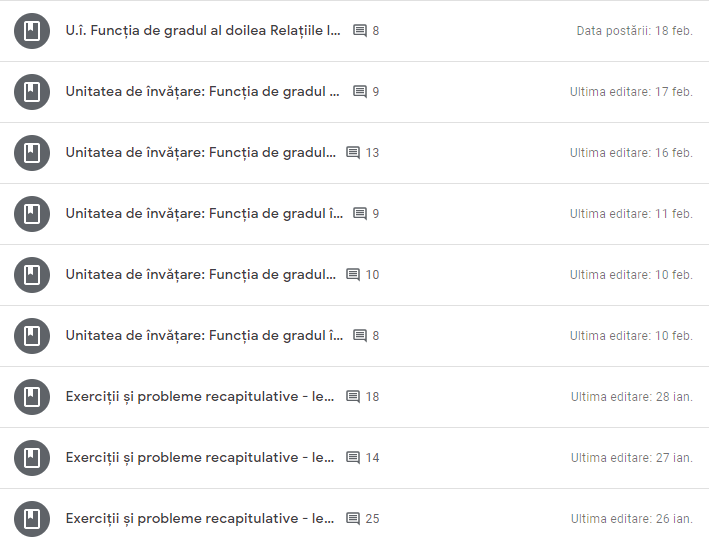 U.î. Funcția de gradul al doilea Relațiile l... 8 Data postării: 18 feb.
Unitatea de învățare: Funcția de gradul ... 9 Ultima editare: 17 feb.
Unitatea de învățare: Funcția de gradul... 13 Ultima editare: 16 feb.
Unitatea de învățare: Funcția de gradul î... 9 Ultima editare: 11 feb.
Unitatea de învățare: Funcția de gradul... 10 Ultima editare: 10 feb.
Unitatea de învățare: Funcția de gradul î... 8 Ultima editare: 10 feb.
Exerciții și probleme recapitulative - le... 18 Ultima editare: 28 ian.
Exerciții și probleme recapitulative - le... 14 Ultima editare: 27 ian.
Exerciții și probleme recapitulative - le... 25 Ultima editare: 26 ian.